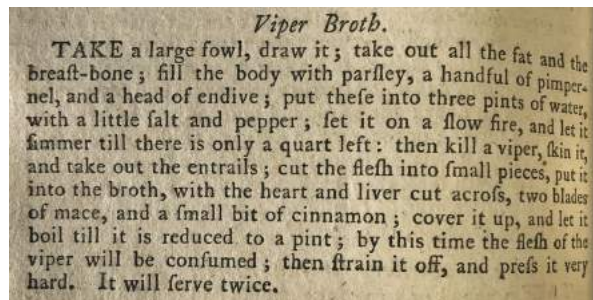 Viper Broth.
TAKE a large fowl, draw it; take out all the fat and the
breaſt-bone; fill the body with parſley, a handful of pimper-
nel, and a head of endive; put theſe into three pints of water,
with a little ſalt and pepper; ſet it on a ſlow fire, and let it
ſimmer till there is only a quart left: then kill a viper, ſkin it,
and take out the entrails; cut the fleſh into ſmall pieces, put it
into the broth, with the heart and liver cut acroſs, two blades
of mace, and a ſmall bit of cinnamon; cover it up, and let it
boil till it is reduced to a pint; by this time the fleſh of the
viper will be conſumed; then ſtrain it off, and preſs it very
hard. It will ſerve twice.